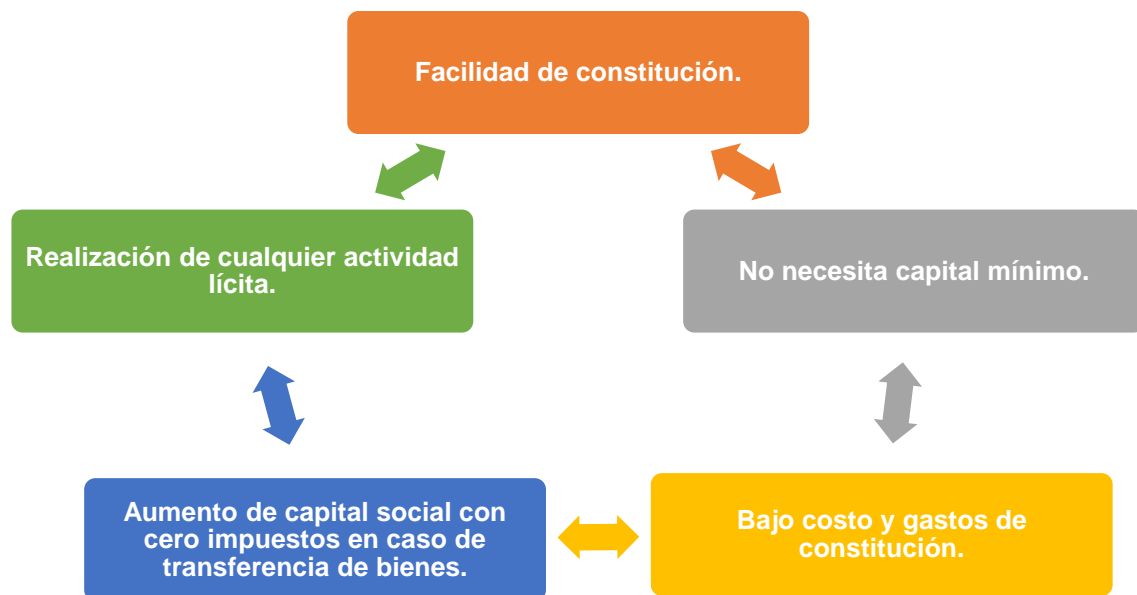 Facilidad de constitución.
Realización de cualquier actividad
lícita.
No necesita capital mínimo.
Aumento de capital social con
cero impuestos en caso de
transferencia de bienes.
Bajo costo y gastos de
constitución.